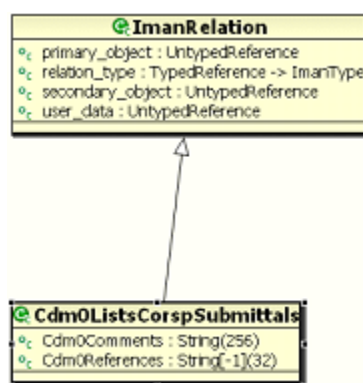 ImanRelation
primary_object : UntypedReference
relation_type : TypedReference -> ImanType
secondary_object : UntypedReference
user_data : UntypedReference
Cdm0ListsCorspSubmittals
Cdm0Comments : String(256)
Cdm0References : String[-1](32)